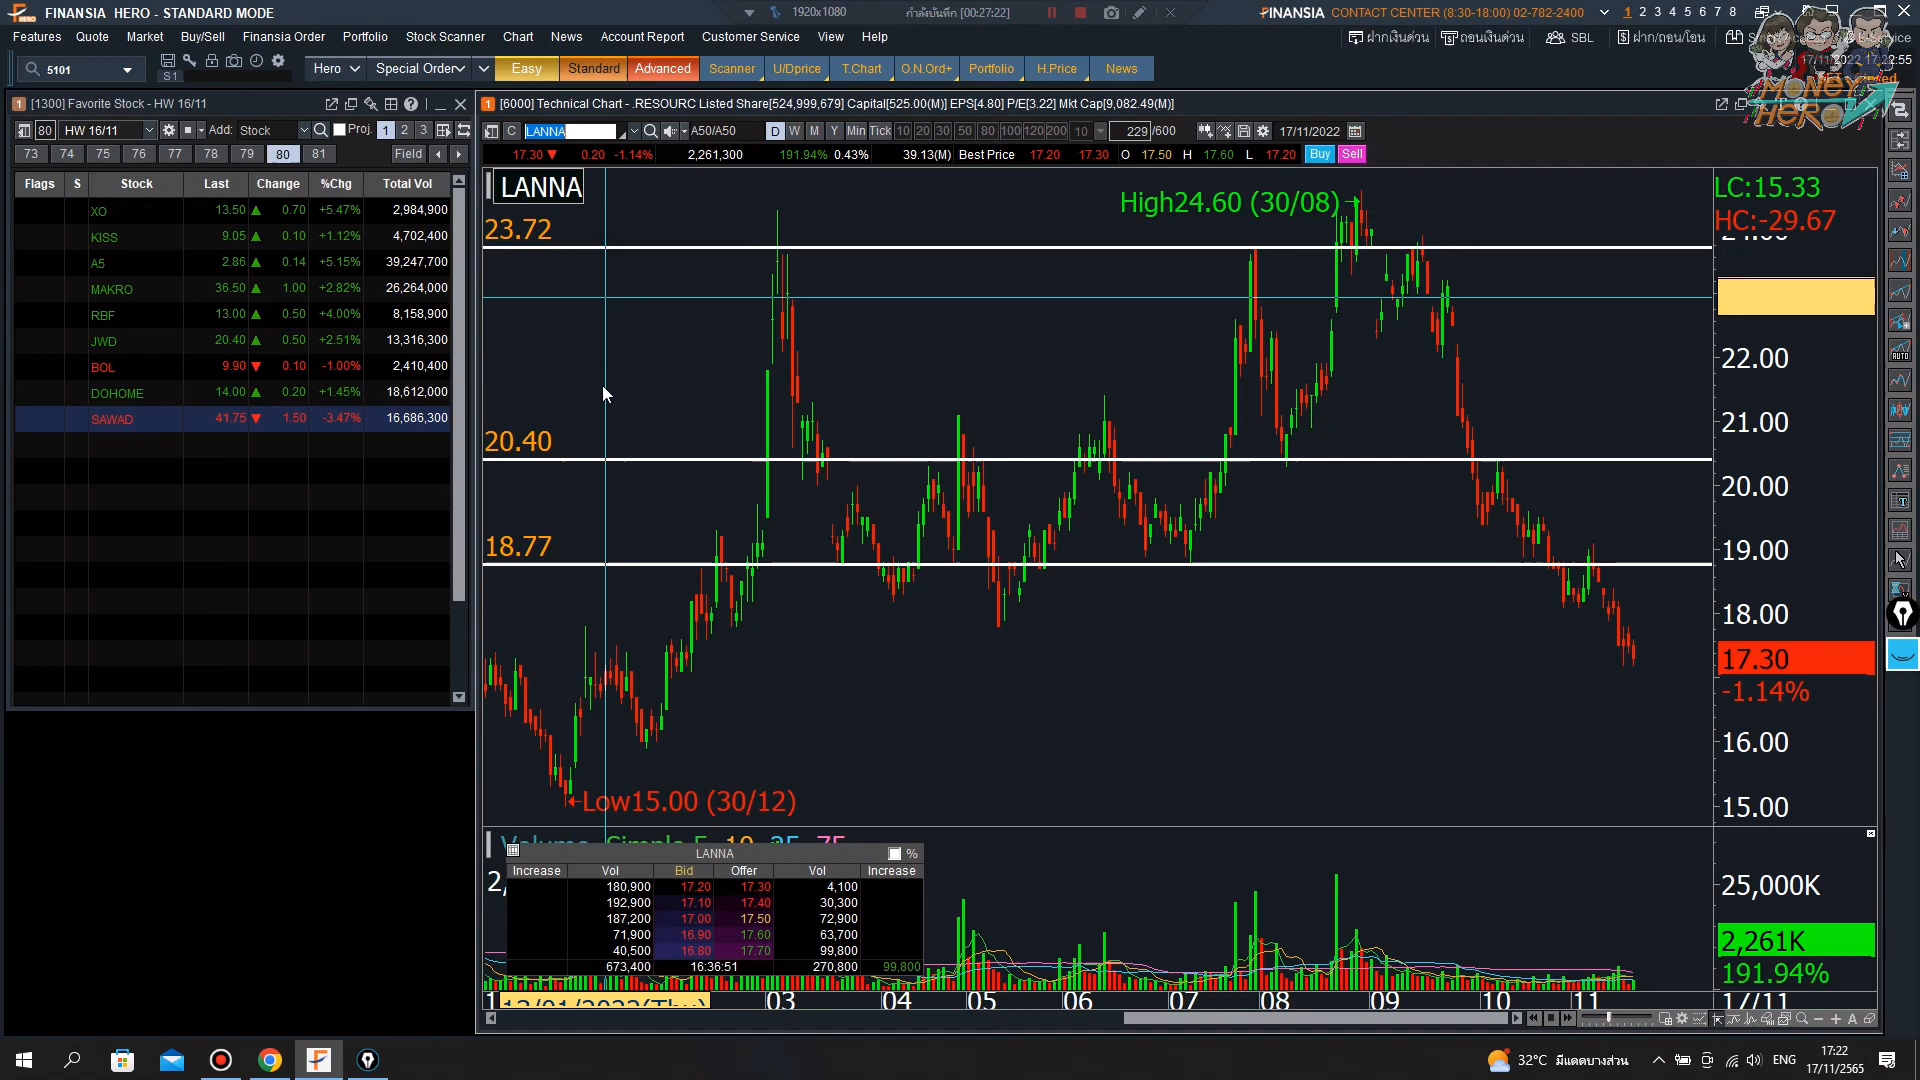 FINANSIA HERO - STANDARD MODE
1920x1080
กำลังบันทึก [00:27:22]
FINANSIA CONTACT CENTER (8:30-18:00) 02-782-2400
1 2 3 4 5 6 7 8
Features Quote Market Buy/Sell Finansia Order Portfolio Stock Scanner Chart News Account Report Customer Service View Help
ฝากเงินด่วน ถอนเงินด่วน SBL ฝาก/ถอน/โอน
5101
S 1
Hero Special Order Easy Standard Advanced Scanner U/Dprice T.Chart O.N.Ord+ Portfolio H.Price News
17/11/2022 17:22:55
MONEY HERO
1 [1300] Favorite Stock - HW 16/11
80 HW 16/11 Add: Stock Proj. 1 2 3
73 74 75 76 77 78 79 80 81 Field
Flags S Stock Last Change %Chg Total Vol
XO 13.50 ▲ 0.70 +5.47% 2,984,900
KISS 9.05 ▲ 0.10 +1.12% 4,702,400
A5 2.86 ▲ 0.14 +5.15% 39,247,700
MAKRO 36.50 ▲ 1.00 +2.82% 26,264,000
RBF 13.00 ▲ 0.50 +4.00% 8,158,900
JWD 20.40 ▲ 0.50 +2.51% 13,316,300
BOL 9.90 ▼ 0.10 -1.00% 2,410,400
DOHOME 14.00 ▲ 0.20 +1.45% 18,612,000
SAWAD 41.75 ▼ 1.50 -3.47% 16,686,300
1 [6000] Technical Chart - .RESOURC Listed Share[524,999,679] Capital[525.00(M)] EPS[4.80] P/E[3.22] Mkt Cap[9,082.49(M)]
C LANNA A50/A50 D W M Y Min Tick 10 20 30 50 80 100 120 200 10 229 /600 17/11/2022
17.30 ▼ 0.20 -1.14% 2,261,300 191.94% 0.43% 39.13(M) Best Price 17.20 17.30 O 17.50 H 17.60 L 17.20 Buy Sell
LANNA
High24.60 (30/08)
LC:15.33
HC:-29.67
23.72
22.00
21.00
20.40
20.00
18.77
19.00
18.00
17.30
-1.14%
16.00
Low15.00 (30/12)
15.00
LANNA %
Increase Vol Bid Offer Vol Increase
180,900 17.20 17.30 4,100
192,900 17.10 17.40 30,300
187,200 17.00 17.50 72,900
71,900 16.90 17.60 63,700
40,500 16.80 17.70 99,800
673,400 16:36:51 270,800 99,800
25,000K
2,261K
191.94%
03 04 05 06 07 08 09 10 11 17/11
AUTO
32°C มีแดดบางส่วน
ENG
17:22
17/11/2565